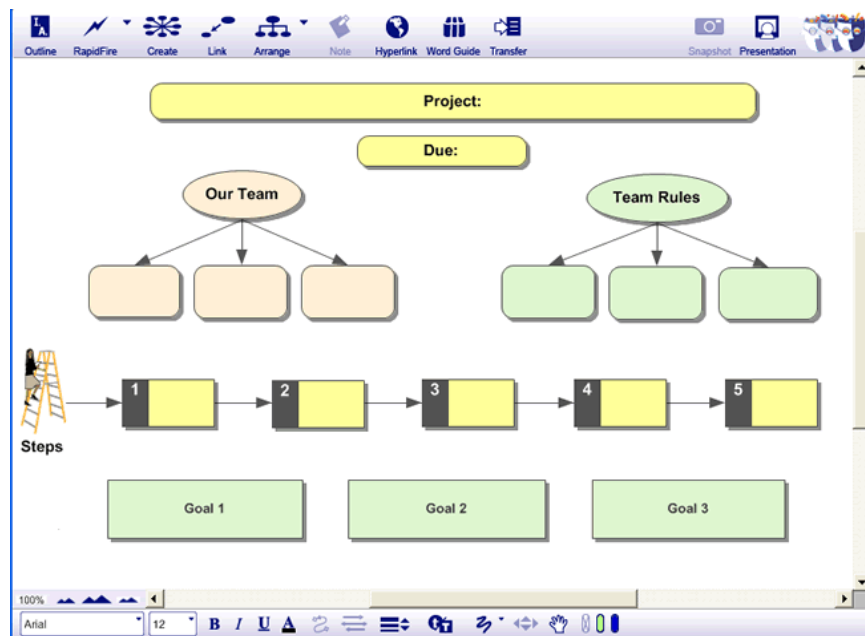 Outline RapidFire Create Link Arrange Note Hyperlink Word Guide Transfer Snapshot Presentation
Project:
Due:
Our Team Team Rules
1 2 3 4 5
Steps
Goal 1 Goal 2 Goal 3
100%
Arial 12 B I U A